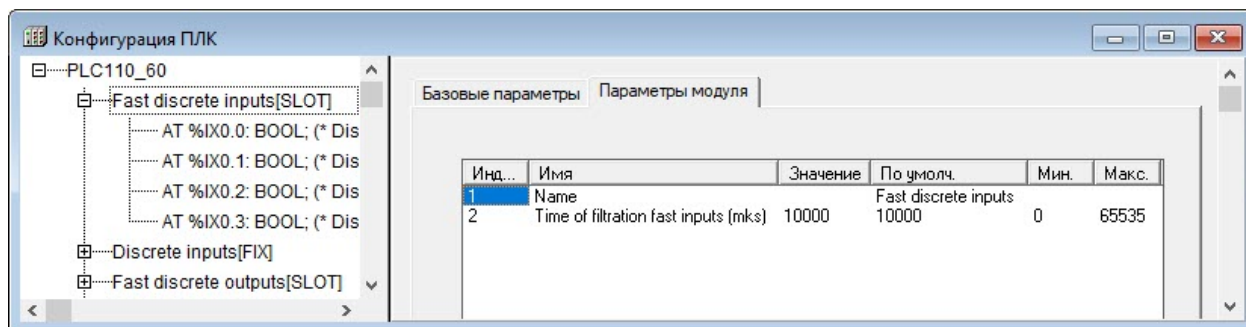 Конфигурация ПЛК
PLC110_60
Fast discrete inputs[SLOT]
AT %IX0.0: BOOL; (* Dis
AT %IX0.1: BOOL; (* Dis
AT %IX0.2: BOOL; (* Dis
AT %IX0.3: BOOL; (* Dis
Discrete inputs[FIX]
Fast discrete outputs[SLOT]
Базовые параметры Параметры модуля
Инд... Имя Значение По умолч. Мин. Макс.
1 Name Fast discrete inputs
2 Time of filtration fast inputs (mks) 10000 10000 0 65535